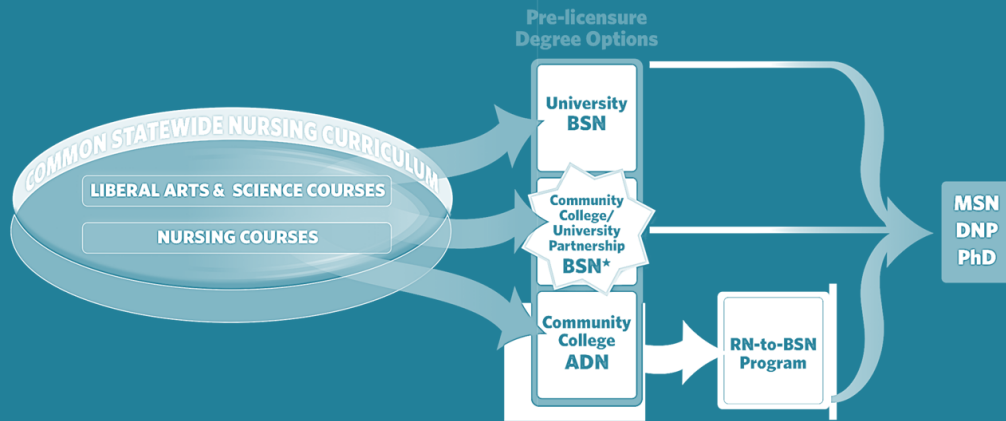 Pre-licensure
Degree Options
COMMON STATEWIDE NURSING CURRICULUM
LIBERAL ARTS & SCIENCE COURSES
NURSING COURSES
University
BSN
Community
College/
University
Partnership
BSN★
Community
College
ADN
RN-to-BSN
Program
MSN
DNP
PhD